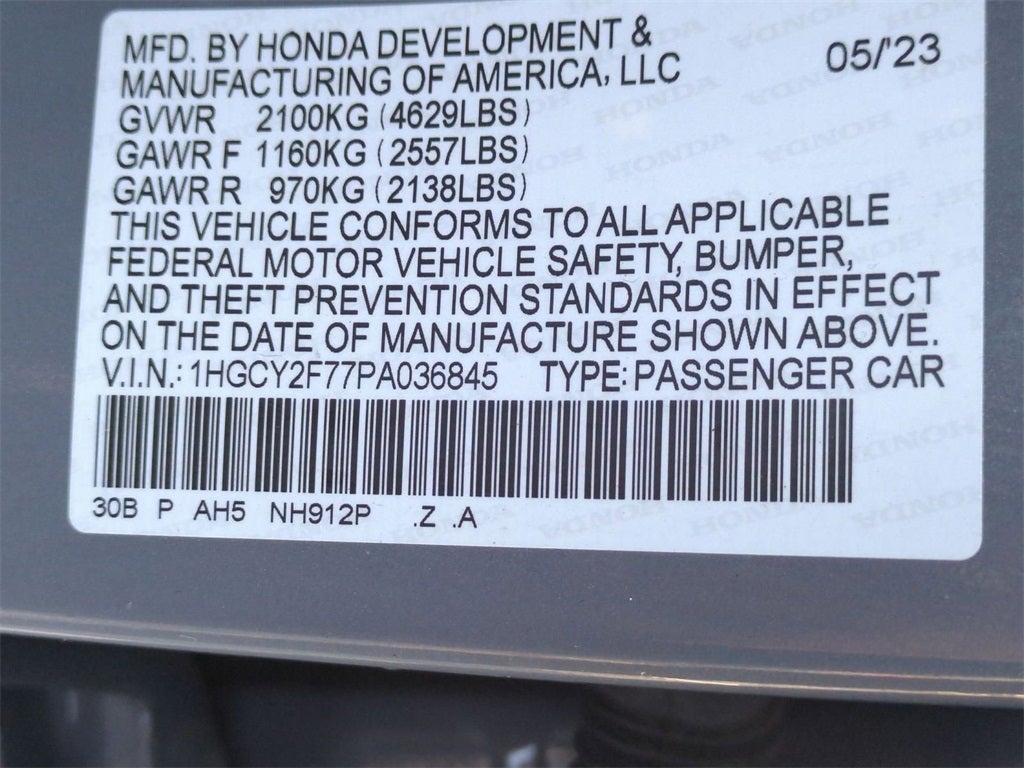 MFD. BY HONDA DEVELOPMENT &
MANUFACTURING OF AMERICA, LLC
05/'23
GVWR 2100KG (4629LBS)
GAWR F 1160KG (2557LBS)
GAWR R 970KG (2138LBS)
THIS VEHICLE CONFORMS TO ALL APPLICABLE
FEDERAL MOTOR VEHICLE SAFETY, BUMPER,
AND THEFT PREVENTION STANDARDS IN EFFECT
ON THE DATE OF MANUFACTURE SHOWN ABOVE.
V.I.N.: 1HGCY2F77PA036845 TYPE: PASSENGER CAR
30B P AH5 NH912P .Z .A